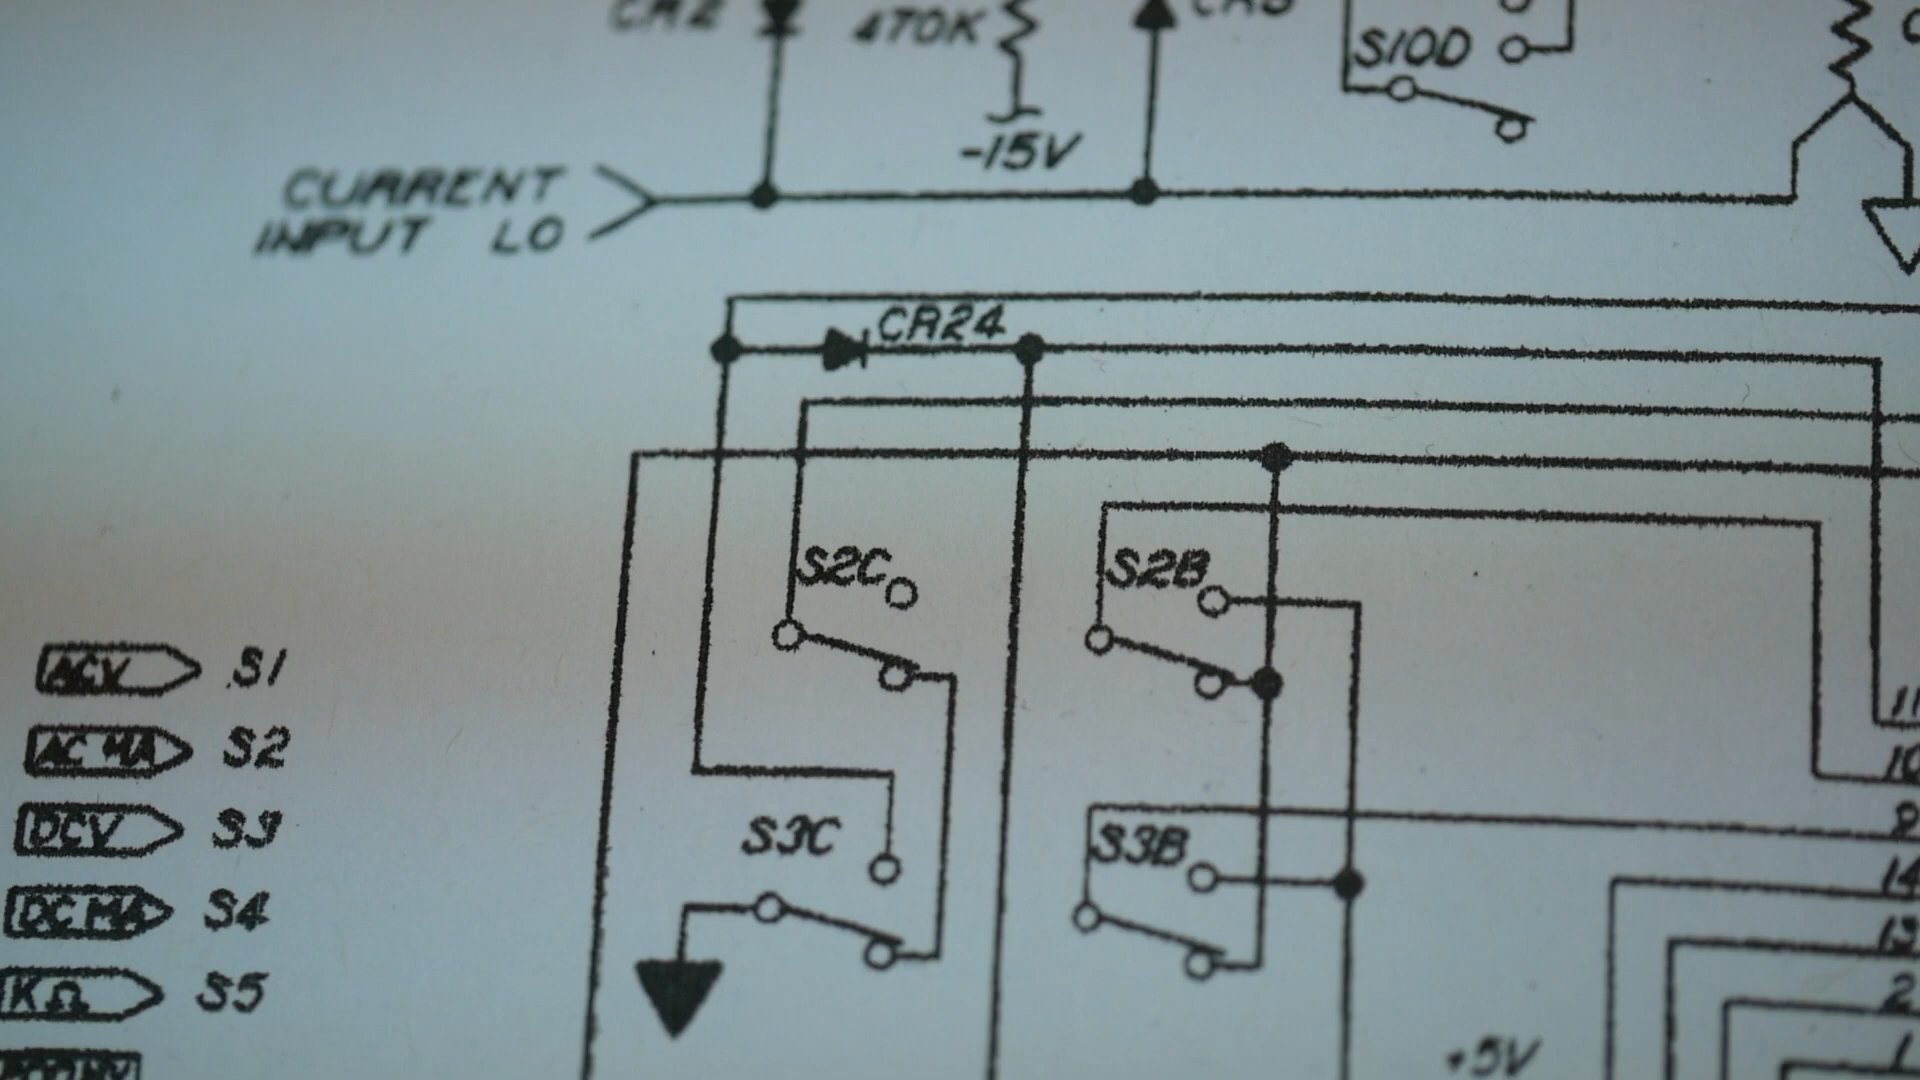 CR2
470K
S10D
-15V
CURRENT
INPUT LO
CR24
S2C
S2B
ACV S1
AC MA S2
DCV S3
DC MA S4
KΩ S5
S3C
S3B
11
10
14
13
2
1
+5V